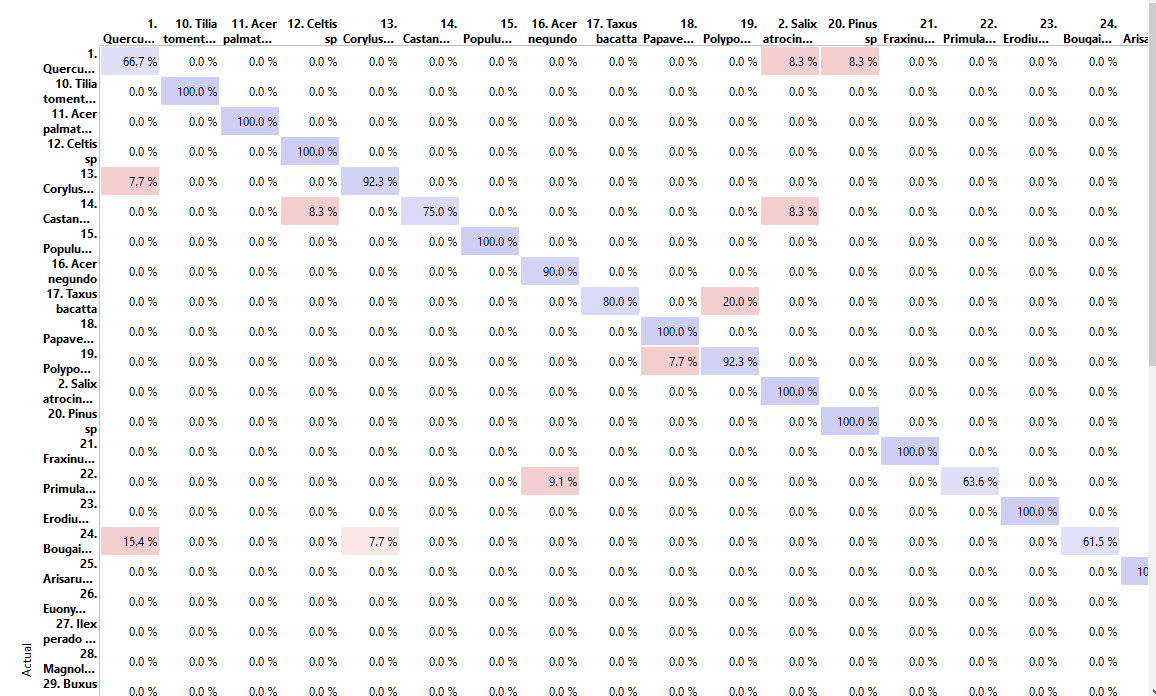 1. 10. Tilia 11. Acer 12. Celtis 13. 14. 15. 16. Acer 17. Taxus 18. 19. 2. Salix 20. Pinus 21. 22. 23. 24.
Quercu... toment... palmat... sp Corylus... Castan... Populu... negundo bacatta Papave... Polypo... atrocin... sp Fraxinu... Primula... Erodiu... Bougai... Arisa
1.
Quercu... 66.7 % 0.0 % 0.0 % 0.0 % 0.0 % 0.0 % 0.0 % 0.0 % 0.0 % 0.0 % 0.0 % 8.3 % 8.3 % 0.0 % 0.0 % 0.0 % 0.0 %
10. Tilia
toment... 0.0 % 100.0 % 0.0 % 0.0 % 0.0 % 0.0 % 0.0 % 0.0 % 0.0 % 0.0 % 0.0 % 0.0 % 0.0 % 0.0 % 0.0 % 0.0 % 0.0 %
11. Acer
palmat... 0.0 % 0.0 % 100.0 % 0.0 % 0.0 % 0.0 % 0.0 % 0.0 % 0.0 % 0.0 % 0.0 % 0.0 % 0.0 % 0.0 % 0.0 % 0.0 % 0.0 %
12. Celtis
sp 0.0 % 0.0 % 0.0 % 100.0 % 0.0 % 0.0 % 0.0 % 0.0 % 0.0 % 0.0 % 0.0 % 0.0 % 0.0 % 0.0 % 0.0 % 0.0 % 0.0 %
13.
Corylus... 7.7 % 0.0 % 0.0 % 0.0 % 92.3 % 0.0 % 0.0 % 0.0 % 0.0 % 0.0 % 0.0 % 0.0 % 0.0 % 0.0 % 0.0 % 0.0 % 0.0 %
14.
Castan... 0.0 % 0.0 % 0.0 % 8.3 % 0.0 % 75.0 % 0.0 % 0.0 % 0.0 % 0.0 % 0.0 % 8.3 % 0.0 % 0.0 % 0.0 % 0.0 % 0.0 %
15.
Populu... 0.0 % 0.0 % 0.0 % 0.0 % 0.0 % 0.0 % 100.0 % 0.0 % 0.0 % 0.0 % 0.0 % 0.0 % 0.0 % 0.0 % 0.0 % 0.0 % 0.0 %
16. Acer
negundo 0.0 % 0.0 % 0.0 % 0.0 % 0.0 % 0.0 % 0.0 % 90.0 % 0.0 % 0.0 % 0.0 % 0.0 % 0.0 % 0.0 % 0.0 % 0.0 % 0.0 %
17. Taxus
bacatta 0.0 % 0.0 % 0.0 % 0.0 % 0.0 % 0.0 % 0.0 % 0.0 % 80.0 % 0.0 % 20.0 % 0.0 % 0.0 % 0.0 % 0.0 % 0.0 % 0.0 %
18.
Papave... 0.0 % 0.0 % 0.0 % 0.0 % 0.0 % 0.0 % 0.0 % 0.0 % 0.0 % 100.0 % 0.0 % 0.0 % 0.0 % 0.0 % 0.0 % 0.0 % 0.0 %
19.
Polypo... 0.0 % 0.0 % 0.0 % 0.0 % 0.0 % 0.0 % 0.0 % 0.0 % 0.0 % 7.7 % 92.3 % 0.0 % 0.0 % 0.0 % 0.0 % 0.0 % 0.0 %
2. Salix
atrocin... 0.0 % 0.0 % 0.0 % 0.0 % 0.0 % 0.0 % 0.0 % 0.0 % 0.0 % 0.0 % 0.0 % 100.0 % 0.0 % 0.0 % 0.0 % 0.0 % 0.0 %
20. Pinus
sp 0.0 % 0.0 % 0.0 % 0.0 % 0.0 % 0.0 % 0.0 % 0.0 % 0.0 % 0.0 % 0.0 % 0.0 % 100.0 % 0.0 % 0.0 % 0.0 % 0.0 %
21.
Fraxinu... 0.0 % 0.0 % 0.0 % 0.0 % 0.0 % 0.0 % 0.0 % 0.0 % 0.0 % 0.0 % 0.0 % 0.0 % 0.0 % 100.0 % 0.0 % 0.0 % 0.0 %
22.
Primula... 0.0 % 0.0 % 0.0 % 0.0 % 0.0 % 0.0 % 0.0 % 9.1 % 0.0 % 0.0 % 0.0 % 0.0 % 0.0 % 0.0 % 63.6 % 0.0 % 0.0 %
23.
Erodiu... 0.0 % 0.0 % 0.0 % 0.0 % 0.0 % 0.0 % 0.0 % 0.0 % 0.0 % 0.0 % 0.0 % 0.0 % 0.0 % 0.0 % 0.0 % 100.0 % 0.0 %
24.
Bougai... 15.4 % 0.0 % 0.0 % 0.0 % 7.7 % 0.0 % 0.0 % 0.0 % 0.0 % 0.0 % 0.0 % 0.0 % 0.0 % 0.0 % 0.0 % 0.0 % 61.5 %
25.
Arisaru... 0.0 % 0.0 % 0.0 % 0.0 % 0.0 % 0.0 % 0.0 % 0.0 % 0.0 % 0.0 % 0.0 % 0.0 % 0.0 % 0.0 % 0.0 % 0.0 % 0.0 % 10
26.
Euony... 0.0 % 0.0 % 0.0 % 0.0 % 0.0 % 0.0 % 0.0 % 0.0 % 0.0 % 0.0 % 0.0 % 0.0 % 0.0 % 0.0 % 0.0 % 0.0 % 0.0 %
27. Ilex
perado ... 0.0 % 0.0 % 0.0 % 0.0 % 0.0 % 0.0 % 0.0 % 0.0 % 0.0 % 0.0 % 0.0 % 0.0 % 0.0 % 0.0 % 0.0 % 0.0 % 0.0 %
28.
Magnol... 0.0 % 0.0 % 0.0 % 0.0 % 0.0 % 0.0 % 0.0 % 0.0 % 0.0 % 0.0 % 0.0 % 0.0 % 0.0 % 0.0 % 0.0 % 0.0 % 0.0 %
29. Buxus
0.0 % 0.0 % 0.0 % 0.0 % 0.0 % 0.0 % 0.0 % 0.0 % 0.0 % 0.0 % 0.0 % 0.0 % 0.0 % 0.0 % 0.0 % 0.0 % 0.0 %
Actual